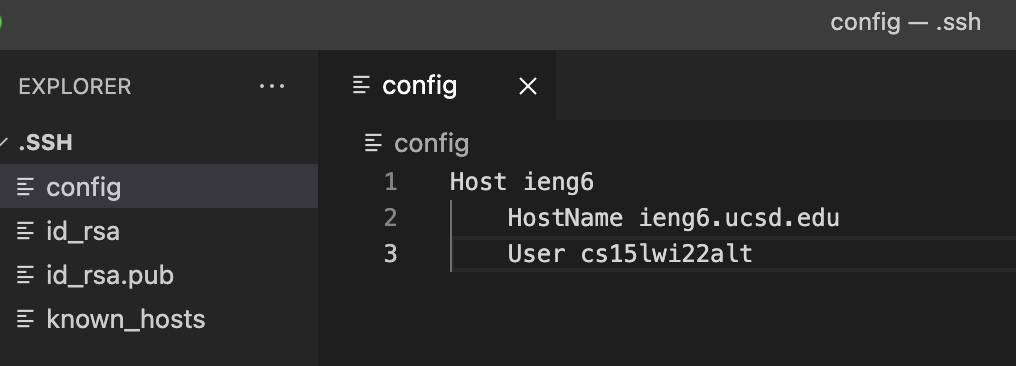 config — .ssh
EXPLORER ...
.SSH
config
id_rsa
id_rsa.pub
known_hosts
config
config
1 Host ieng6
2 HostName ieng6.ucsd.edu
3 User cs15lwi22alt